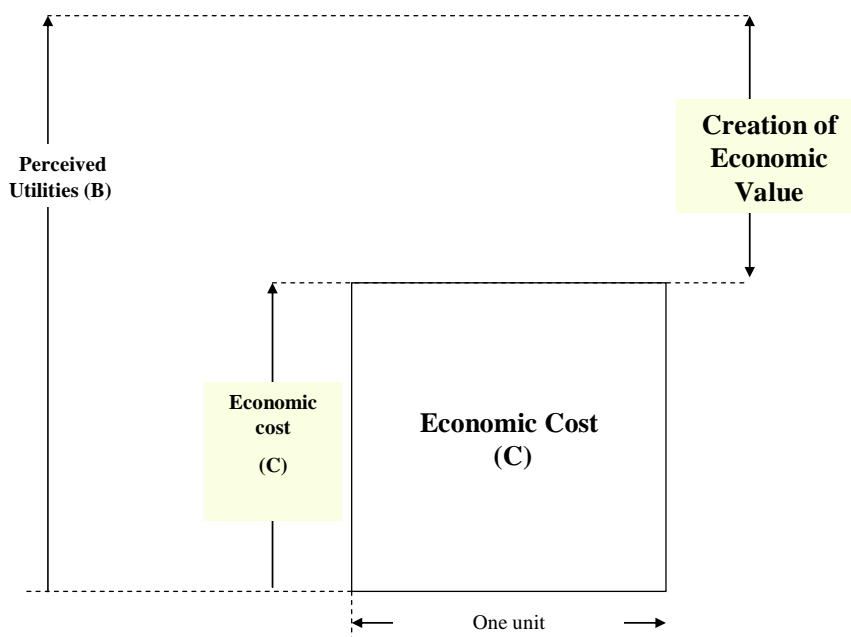 Creation of
Economic
Value
Perceived
Utilities (B)
Economic
cost
(C)
Economic Cost
(C)
One unit